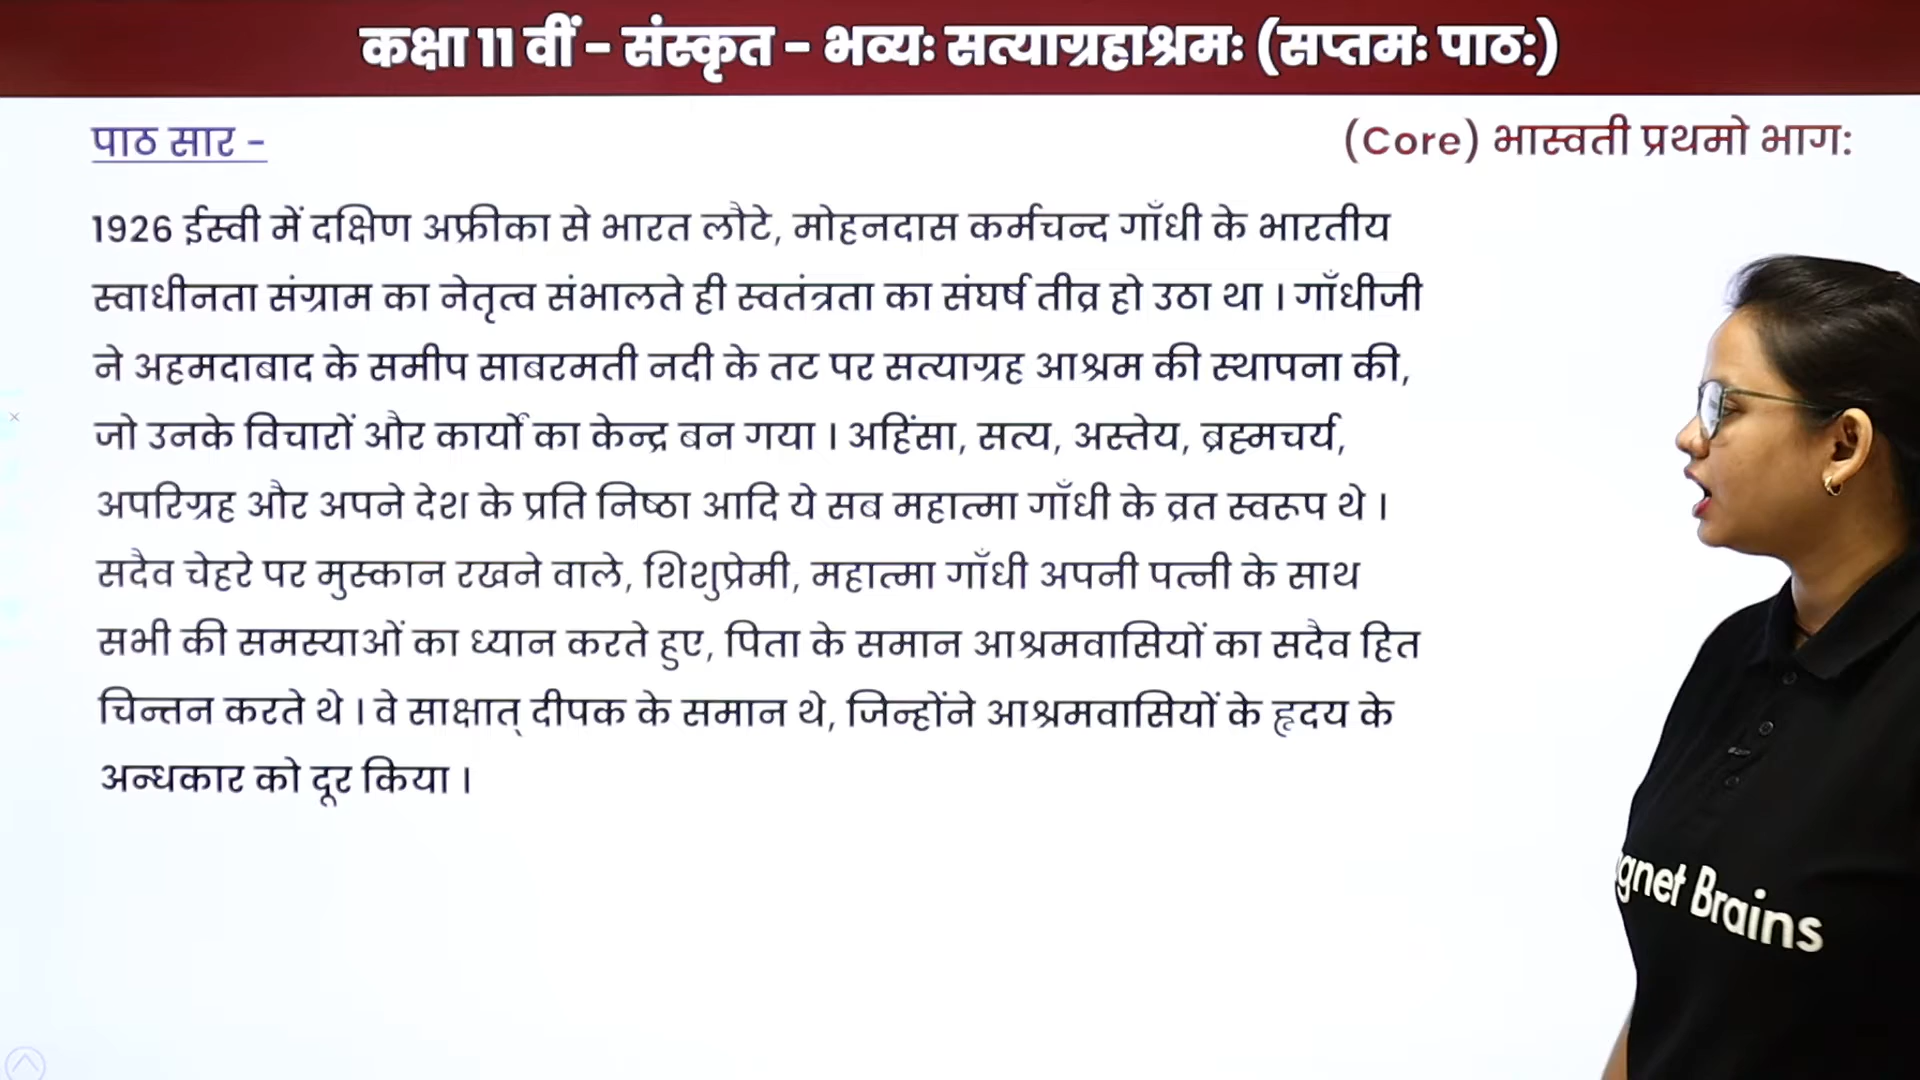 कक्षा 11 वीं – संस्कृत – भव्यः सत्याग्रहाश्रमः (सप्तमः पाठ:)
पाठ सार –
(Core) भास्वती प्रथमो भाग:
1926 ईस्वी में दक्षिण अफ्रीका से भारत लौटे, मोहनदास कर्मचन्द गाँधी के भारतीय
स्वाधीनता संग्राम का नेतृत्व संभालते ही स्वतंत्रता का संघर्ष तीव्र हो उठा था । गाँधीजी
ने अहमदाबाद के समीप साबरमती नदी के तट पर सत्याग्रह आश्रम की स्थापना की,
जो उनके विचारों और कार्यों का केन्द्र बन गया । अहिंसा, सत्य, अस्तेय, ब्रह्मचर्य,
अपरिग्रह और अपने देश के प्रति निष्ठा आदि ये सब महात्मा गाँधी के व्रत स्वरूप थे ।
सदैव चेहरे पर मुस्कान रखने वाले, शिशुप्रेमी, महात्मा गाँधी अपनी पत्नी के साथ
सभी की समस्याओं का ध्यान करते हुए, पिता के समान आश्रमवासियों का सदैव हित
चिन्तन करते थे । वे साक्षात् दीपक के समान थे, जिन्होंने आश्रमवासियों के हृदय के
अन्धकार को दूर किया ।
gnet Brains